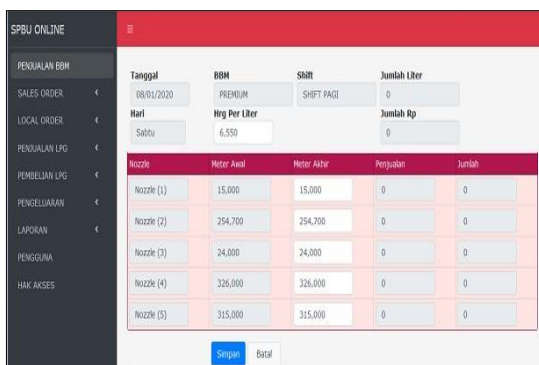 SPBU ONLINE
PENJUALAN BBM
SALES ORDER
LOCAL ORDER
PENJUALAN LPG
PEMBELIAN LPG
PENGELUARAN
LAPORAN
PENGGUNA
HAK AKSES
Tanggal BBM Shift Jumlah Liter
08/01/2020 PREMIUM SHIFT PAGI 0
Hari Hrg Per Liter Jumlah Rp
Sabtu 6,550 0
Nozzle Meter Awal Meter Akhir Penjualan Jumlah
Nozzle (1) 15,000 15,000 0 0
Nozzle (2) 254,700 254,700 0 0
Nozzle (3) 24,000 24,000 0 0
Nozzle (4) 326,000 326,000 0 0
Nozzle (5) 315,000 315,000 0 0
Simpan Batal